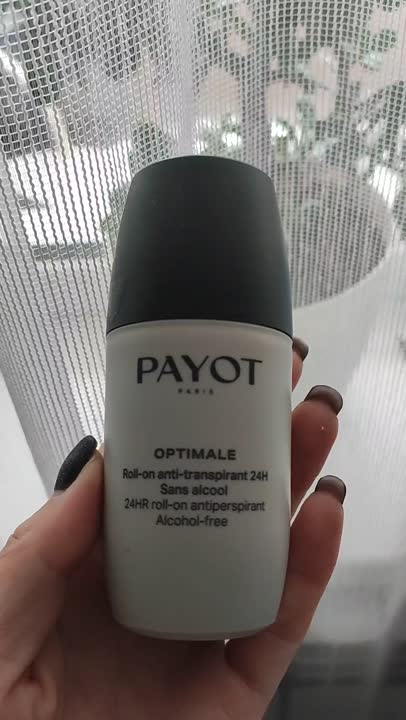 PAYOT
PARIS
OPTIMALE
Roll-on anti-transpirant 24H
Sans alcool
24HR roll-on antiperspirant
Alcohol-free